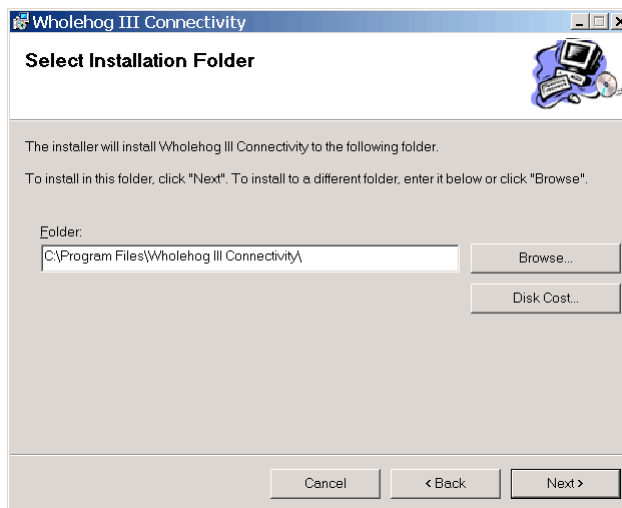 Wholehog III Connectivity
Select Installation Folder
The installer will install Wholehog III Connectivity to the following folder.
To install in this folder, click "Next". To install to a different folder, enter it below or click "Browse".
Folder:
C:\Program Files\Wholehog III Connectivity\
Browse...
Disk Cost...
Cancel
< Back
Next >